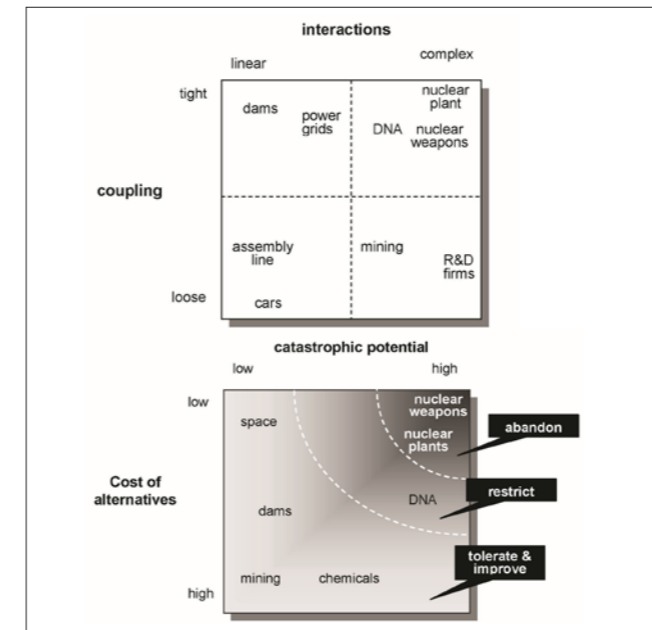 interactions
linear
complex
tight
dams
power
grids
DNA
nuclear
plant
nuclear
weapons
coupling
assembly
line
mining
R&D
firms
loose
cars
catastrophic potential
low
high
low
space
nuclear
weapons
nuclear
plants
abandon
Cost of
alternatives
DNA
restrict
dams
tolerate &
improve
mining
chemicals
high